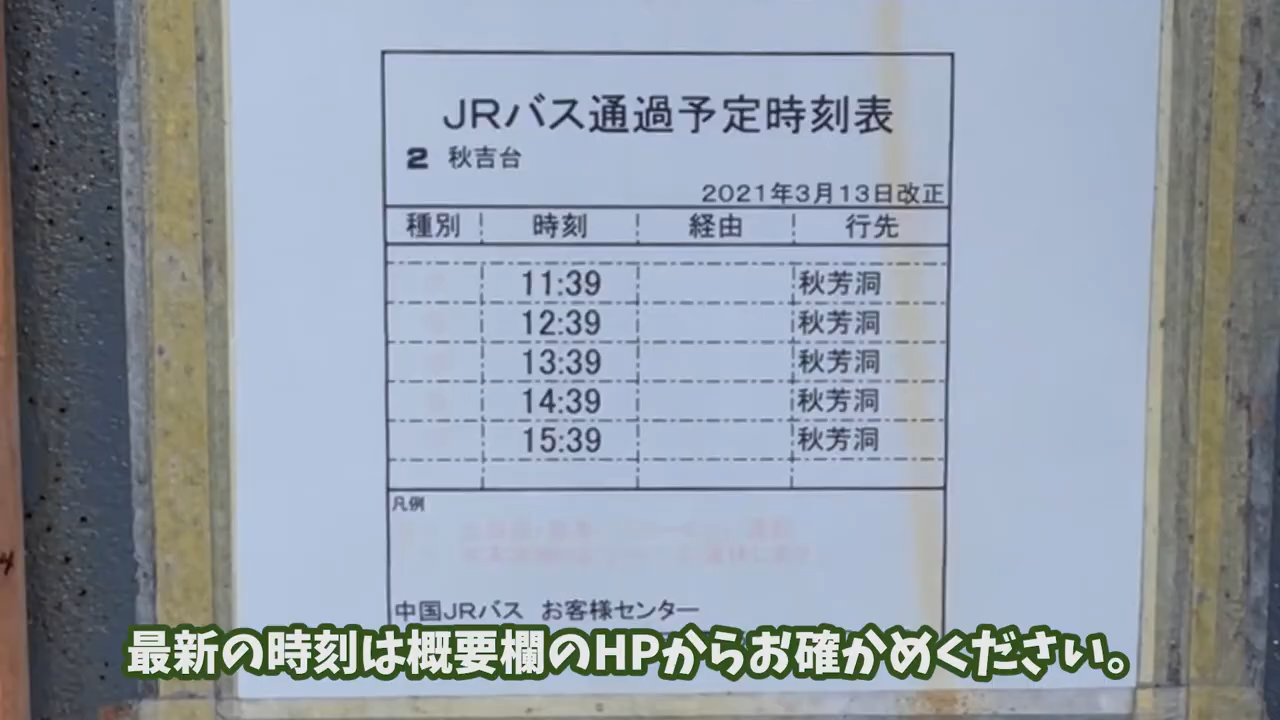 JRバス通過予定時刻表
2 秋吉台
2021年3月13日改正
種別 時刻 経由 行先
11:39 秋芳洞
12:39 秋芳洞
13:39 秋芳洞
14:39 秋芳洞
15:39 秋芳洞
凡例
中国JRバス お客様センター
最新の時刻は概要欄のHPからお確かめください。